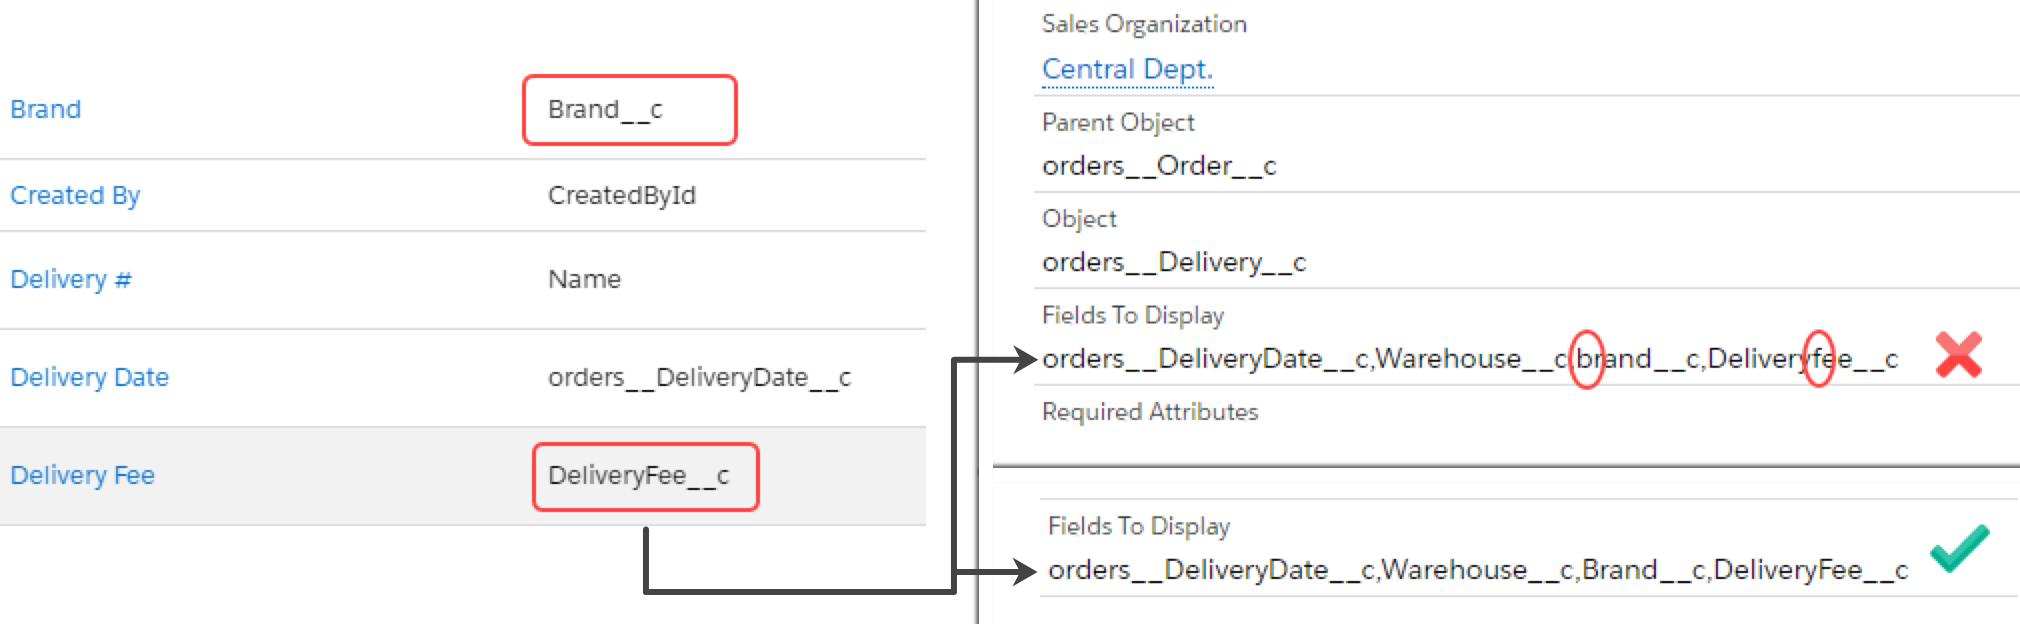 Brand Brand__c
Created By CreatedById
Delivery # Name
Delivery Date orders__DeliveryDate__c
Delivery Fee DeliveryFee__c
Sales Organization
Central Dept.
Parent Object
orders__Order__c
Object
orders__Delivery__c
Fields To Display
orders__DeliveryDate__c,Warehouse__c,brand__c,Deliveryfee__c
Required Attributes
Fields To Display
orders__DeliveryDate__c,Warehouse__c,Brand__c,DeliveryFee__c